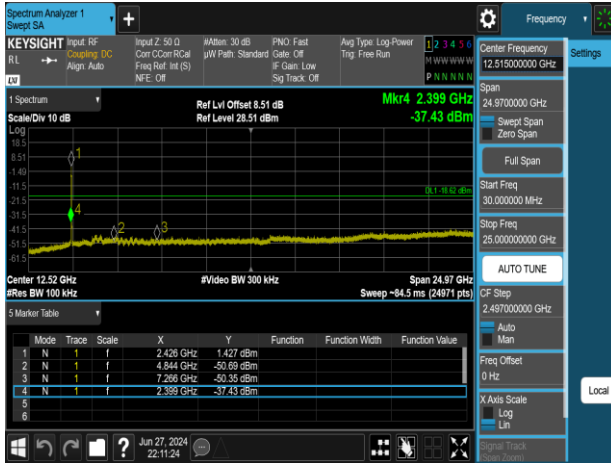 Spectrum Analyzer 1
Swept SA
+
Frequency
KEYSIGHT
RL
LXI
Input: RF
Coupling: DC
Align: Auto
Input Z: 50 Ω
Corr CCorr RCal
Freq Ref: Int (S)
NFE: Off
#Atten: 30 dB
µW Path: Standard
PNO: Fast
Gate: Off
IF Gain: Low
Sig Track: Off
Avg Type: Log-Power
Trig: Free Run
1 2 3 4 5 6
M W W W W W
P N N N N N
Center Frequency
12.515000000 GHz
Settings
Span
24.9700000 GHz
Swept Span
Zero Span
Full Span
Start Freq
30.000000 MHz
Stop Freq
25.000000000 GHz
AUTO TUNE
CF Step
2.497000000 GHz
Auto
Man
Freq Offset
0 Hz
X Axis Scale
Log
Lin
Signal Track
(Span Zoom)
Local
1 Spectrum
Scale/Div 10 dB
Ref Lvl Offset 8.51 dB
Ref Level 28.51 dBm
Mkr4 2.399 GHz
-37.43 dBm
Log
18.5
8.51
-1.49
-11.5
-21.5
-31.5
-41.5
-51.5
-61.5
1
4
2
3
DL1 -18.62 dBm
Center 12.52 GHz
#Res BW 100 kHz
#Video BW 300 kHz
Span 24.97 GHz
Sweep ~84.5 ms (24971 pts)
5 Marker Table
Mode Trace Scale X Y Function Function Width Function Value
1 N 1 f 2.426 GHz 1.427 dBm
2 N 1 f 4.844 GHz -50.69 dBm
3 N 1 f 7.266 GHz -50.35 dBm
4 N 1 f 2.399 GHz -37.43 dBm
5
6
?
Jun 27, 2024
22:11:24